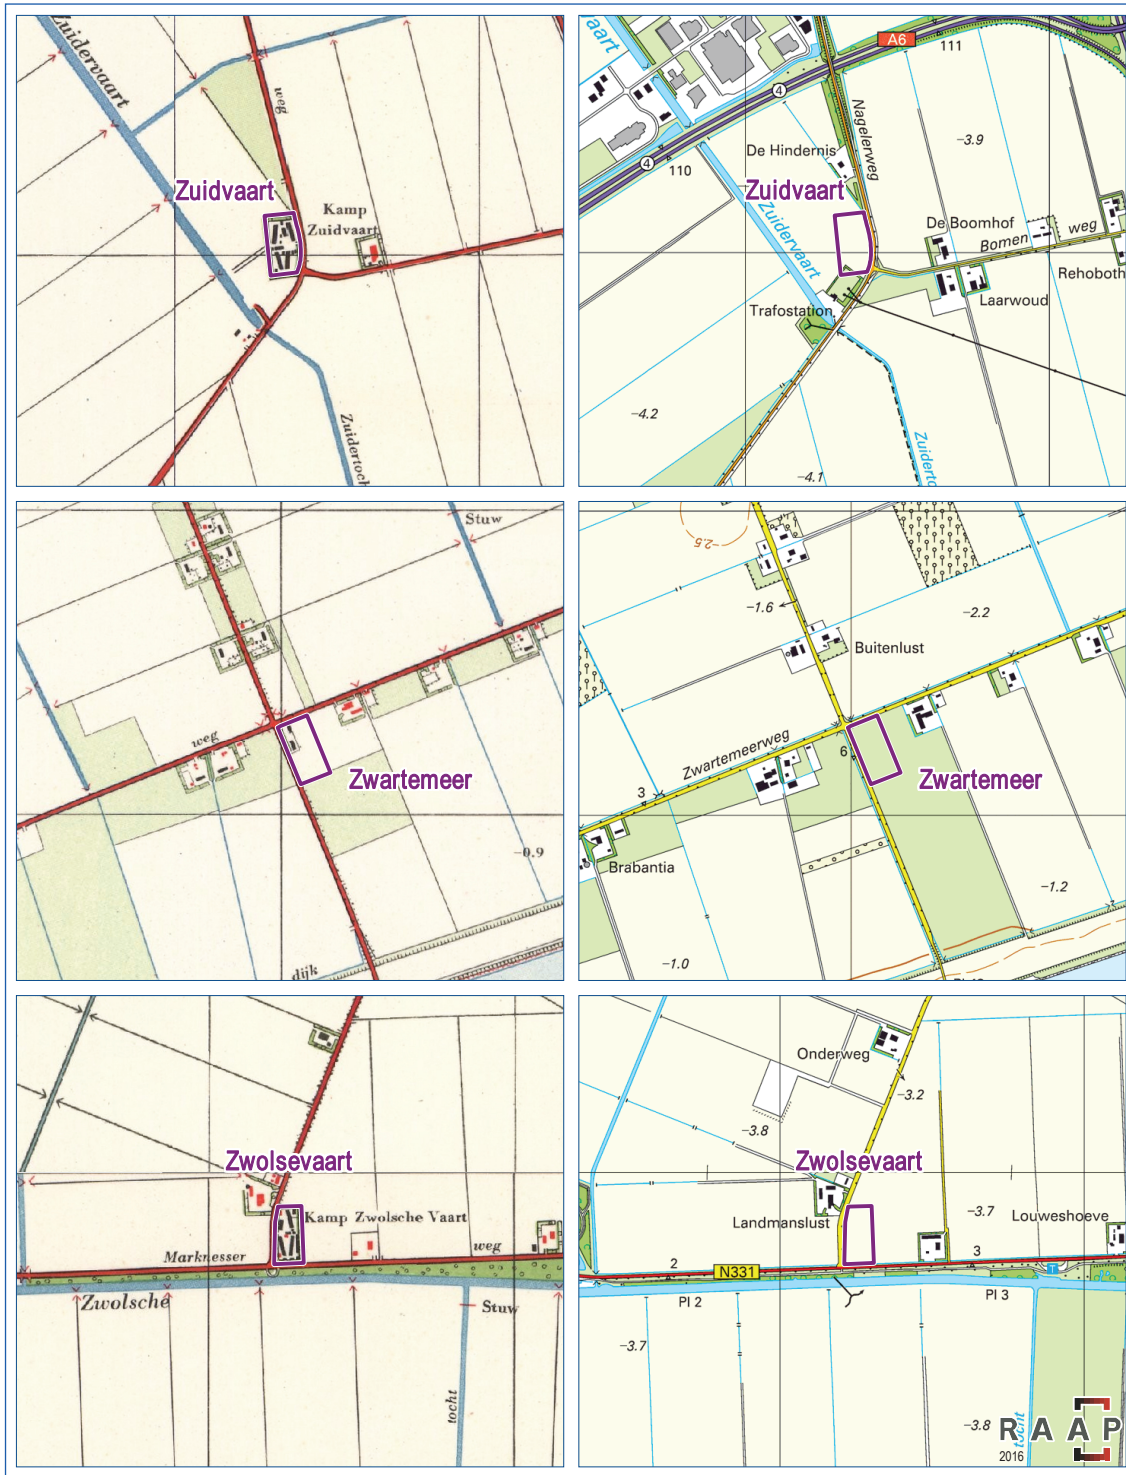 Zuidervaart
weg
Zuidvaart
Kamp
Zuidvaart
Zuidertoch
vaart
A6
111
4
Nagelerweg
-3.9
De Hindernis
4
110
Zuidvaart
Zuidervaart
De Boomhof
Bomen
weg
Rehoboth
Laarwoud
Trafostation
-4.2
Zuiderto
-4.1
Stuw
weg
Zwartemeer
-0.9
dijk
-2.5
-1.6
-2.2
Buitenlust
Zwartemeerweg
6
Zwartemeer
3
Brabantia
-1.2
-1.0
Zwolsevaart
Kamp Zwolsche Vaart
Marknesser
weg
Zwolsche
Stuw
tocht
Onderweg
-3.2
-3.8
Zwolsevaart
Landmanslust
-3.7
Louweshoeve
2
N331
3
T
Pl 2
Pl 3
-3.7
-3.8
tocht
RAAP
2016